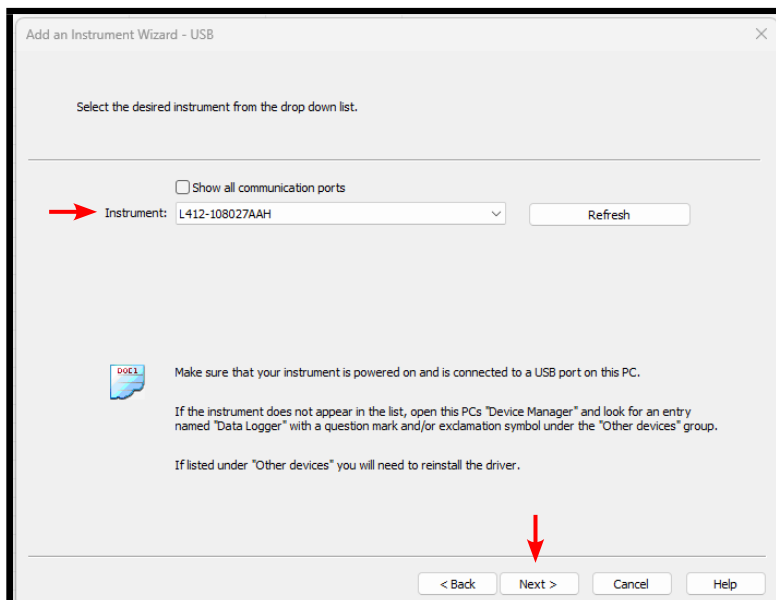 Add an Instrument Wizard - USB
Select the desired instrument from the drop down list.
Show all communication ports
Instrument: L412-108027AAH Refresh
DOC1
Make sure that your instrument is powered on and is connected to a USB port on this PC.
If the instrument does not appear in the list, open this PCs "Device Manager" and look for an entry
named "Data Logger" with a question mark and/or exclamation symbol under the "Other devices" group.
If listed under "Other devices" you will need to reinstall the driver.
< Back Next > Cancel Help